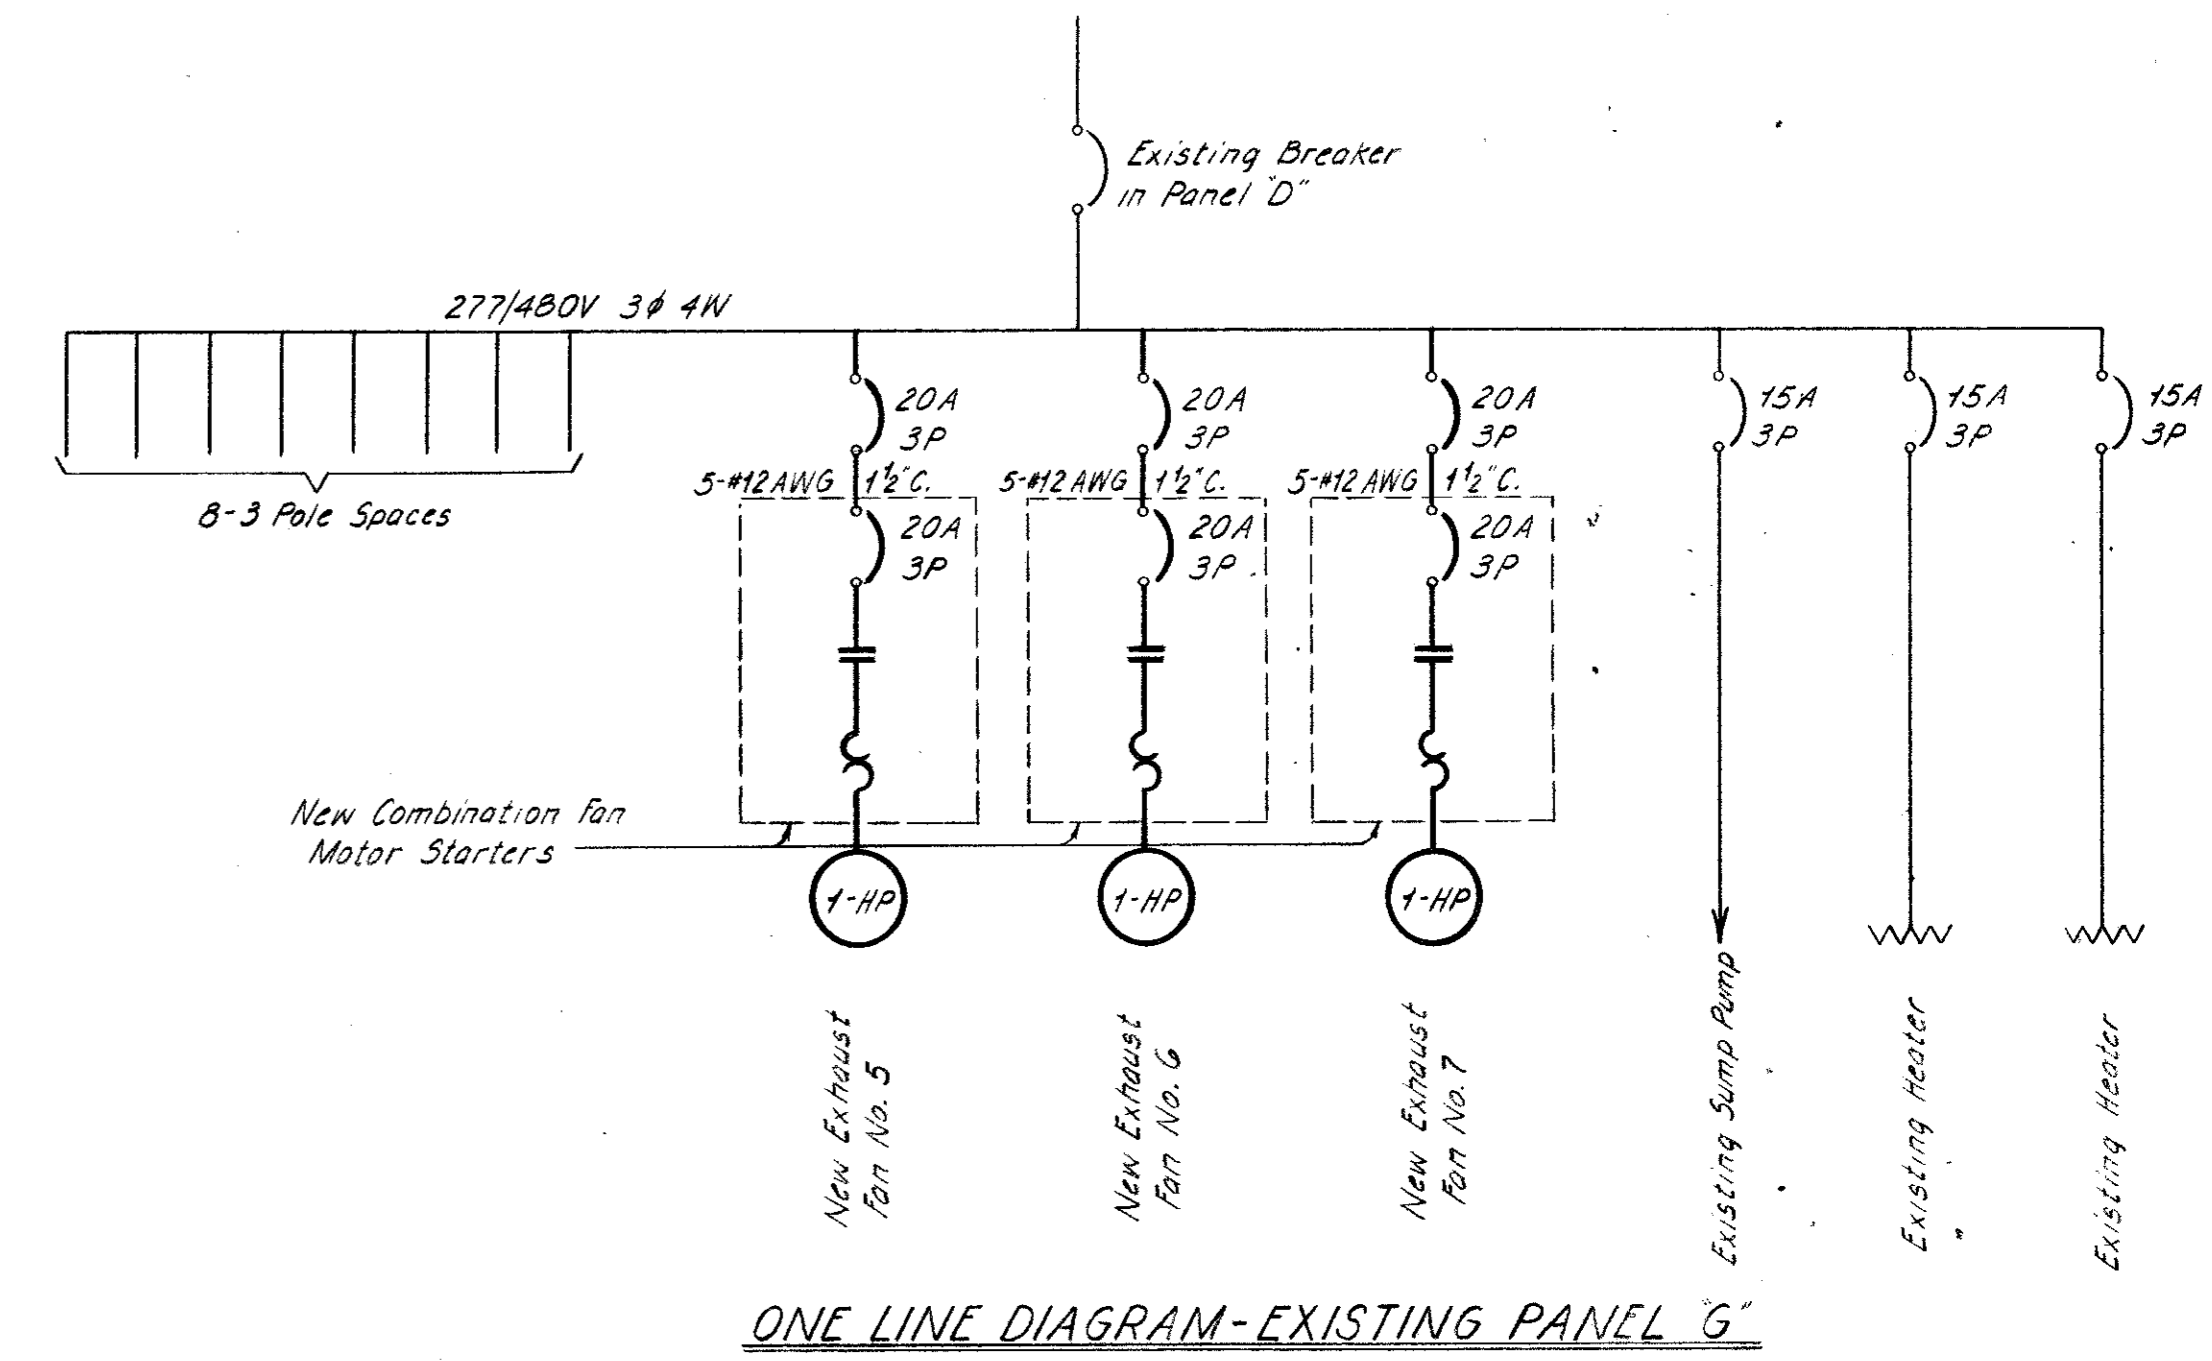 Existing Breaker
in Panel "D"
277/480V 3ϕ 4W
20A
3P
20A
3P
20A
3P
15A
3P
15A
3P
15A
3P
8-3 Pole Spaces
5-#12 AWG 1½"C.
5-#12 AWG 1½"C.
5-#12 AWG 1½"C.
20A
3P
20A
3P
20A
3P
New Combination Fan
Motor Starters
1-HP
1-HP
1-HP
New Exhaust
Fan No. 5
New Exhaust
Fan No. 6
New Exhaust
Fan No. 7
Existing Sump Pump
Existing Heater
Existing Heater
ONE LINE DIAGRAM-EXISTING PANEL "G"